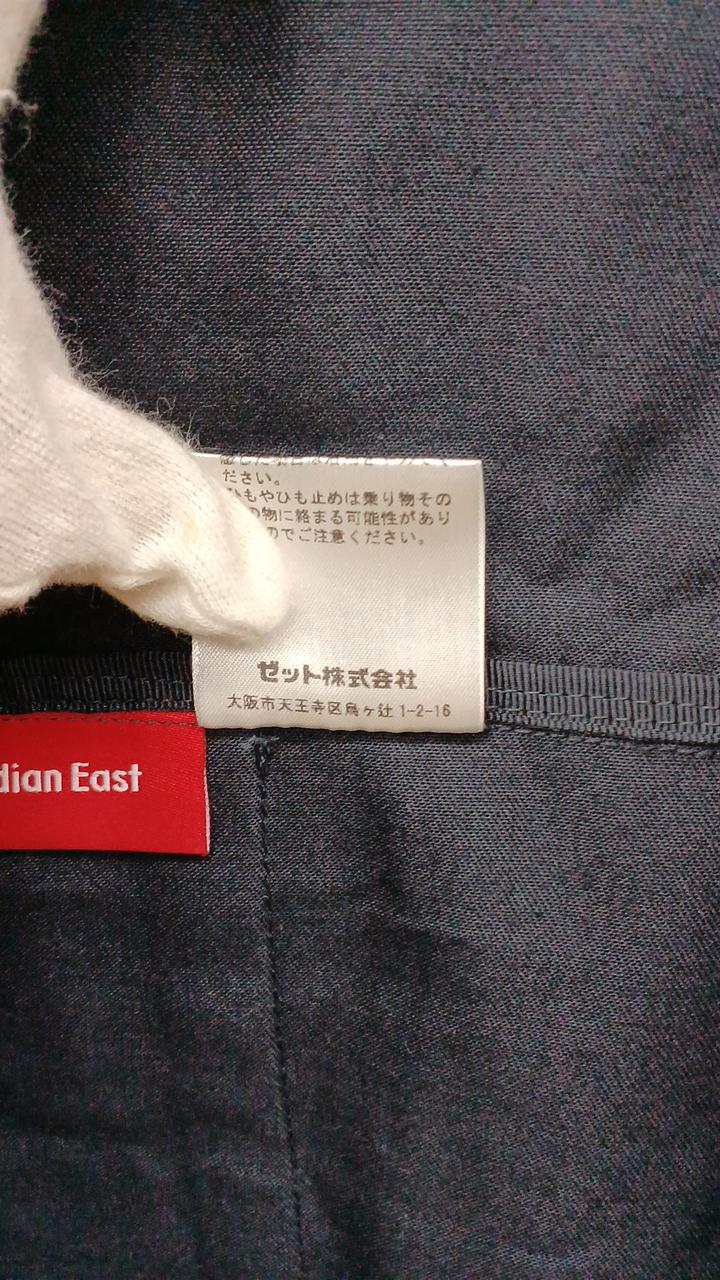 ださい。
もやひも止めは乗り物その
の物に絡まる可能性があり
のでご注意ください。
ゼット株式会社
大阪市天王寺区烏ヶ辻 1-2-16
dian East